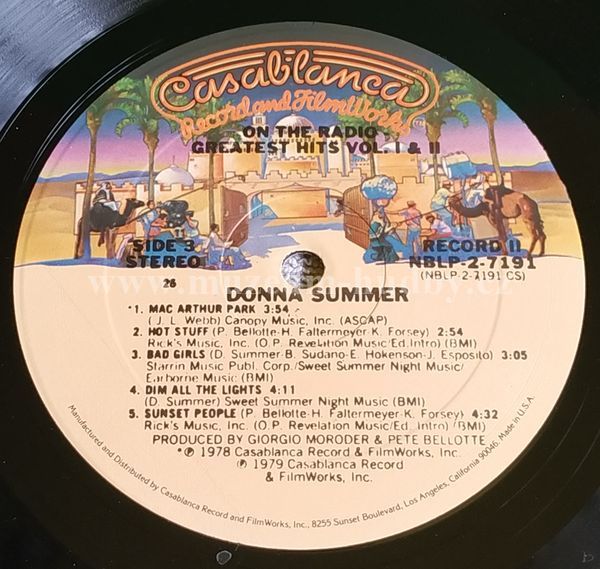 Casablanca
Record and FilmWorks
ON THE RADIO
GREATEST HITS VOL. I & II
SIDE 3
STEREO
26
RECORD II
NBLP-2-7191
(NBLP-2-7191 CS)
DONNA SUMMER
*1. MAC ARTHUR PARK 3:54
(J. L. Webb) Canopy Music, Inc. (ASCAP)
2. HOT STUFF (P. Bellotte-H. Faltermeyer-K. Forsey) 2:54
Rick's Music, Inc. (O.P. Revelation Music/Ed. Intro) (BMI)
3. BAD GIRLS (D. Summer-B. Sudano-E. Hokenson-J. Esposito) 3:05
Starrin Music Publ. Corp./Sweet Summer Night Music/
Earborne Music (BMI)
4. DIM ALL THE LIGHTS 4:11
(D. Summer) Sweet Summer Night Music (BMI)
5. SUNSET PEOPLE (P. Bellotte-H. Faltermeyer-K. Forsey) 4:32
Rick's Music, Inc. (O.P. Revelation Music/Ed. Intro) (BMI)
PRODUCED BY GIORGIO MORODER & PETE BELLOTTE
*℗ 1978 Casablanca Record & FilmWorks, Inc.
℗ 1979 Casablanca Record
& FilmWorks, Inc.
Manufactured and Distributed by Casablanca Record and FilmWorks, Inc., 8255 Sunset Boulevard, Los Angeles, California 90046. Made in U.S.A.